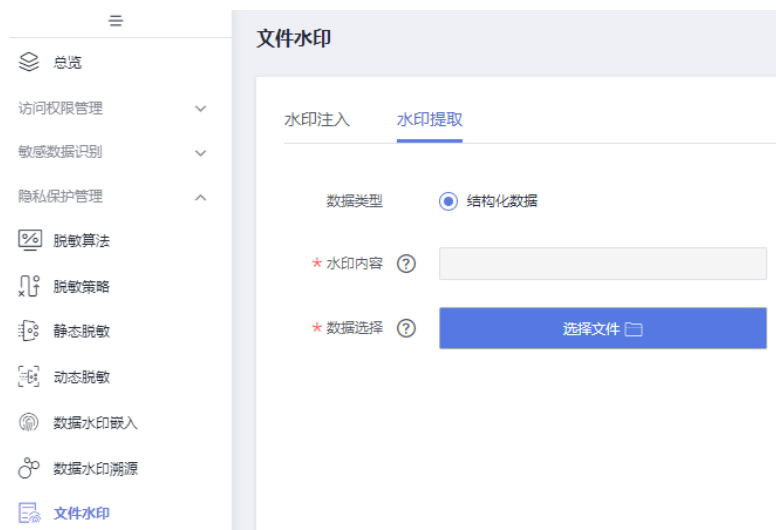 总览
访问权限管理
敏感数据识别
隐私保护管理
脱敏算法
脱敏策略
静态脱敏
动态脱敏
数据水印嵌入
数据水印溯源
文件水印
文件水印
水印注入 水印提取
数据类型 结构化数据
* 水印内容 ?
* 数据选择 ? 选择文件